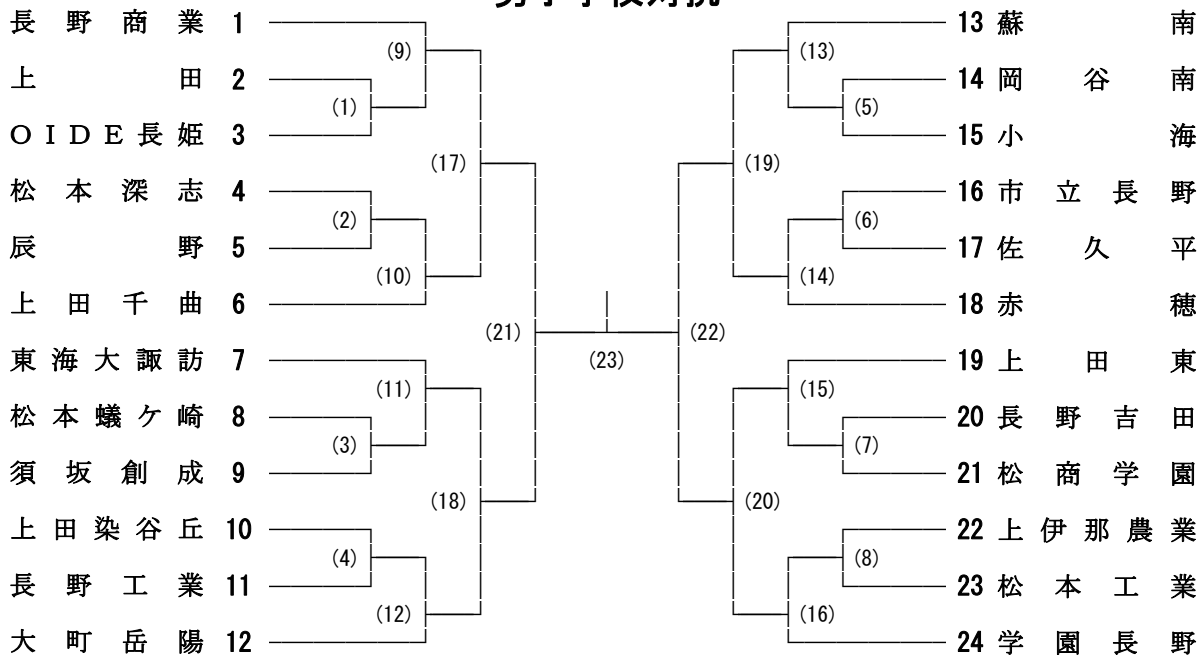 男子学校対抗
長野商業 1
上田 2
OIDE長姫 3
松本深志 4
辰野 5
上田千曲 6
東海大諏訪 7
松本蟻ケ崎 8
須坂創成 9
上田染谷丘 10
長野工業 11
大町岳陽 12
(1)
(2)
(3)
(4)
(9)
(10)
(11)
(12)
(17)
(18)
(21)
(23)
(22)
(19)
(20)
(13)
(14)
(15)
(16)
(5)
(6)
(7)
(8)
13 蘇南
14 岡谷南
15 小海
16 市立長野
17 佐久平
18 赤穂
19 上田東
20 長野吉田
21 松商学園
22 上伊那農業
23 松本工業
24 学園長野